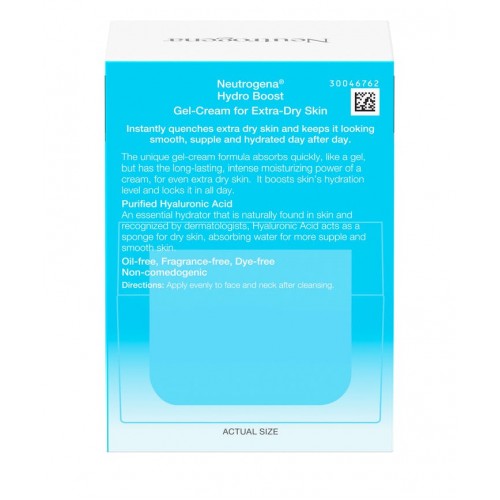 Neutrogena
Neutrogena® 30046762
Hydro Boost
Gel-Cream for Extra-Dry Skin
Instantly quenches extra dry skin and keeps it looking
smooth, supple and hydrated day after day.
The unique gel-cream formula absorbs quickly, like a gel,
but has the long-lasting, intense moisturizing power of a
cream, for even extra dry skin. It boosts skin's hydration
level and locks it in all day.
Purified Hyaluronic Acid
An essential hydrator that is naturally found in skin and
recognized by dermatologists, Hyaluronic Acid acts as a
sponge for dry skin, absorbing water for more supple and
smooth skin.
Oil-free, Fragrance-free, Dye-free
Non-comedogenic
Directions: Apply evenly to face and neck after cleansing.
ACTUAL SIZE